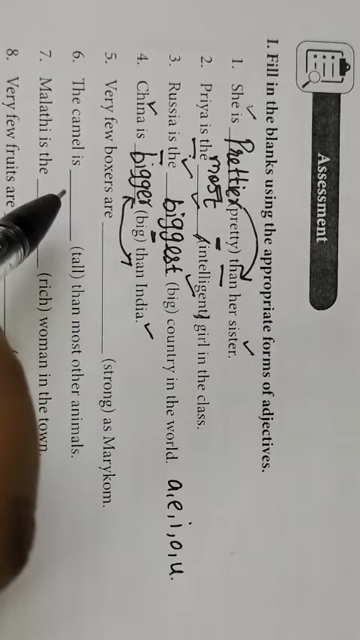 Assessment
I. Fill in the blanks using the appropriate forms of adjectives.
1. She is Prettier (pretty) than her sister.
2. Priya is the most (intelligent) girl in the class.
3. Russia is the biggest (big) country in the world. a, e, i, o, u.
4. China is bigger (big) than India.
5. Very few boxers are ________ (strong) as Marykom.
6. The camel is ________ (tall) than most other animals.
7. Malathi is the ________ (rich) woman in the town.
8. Very few fruits are